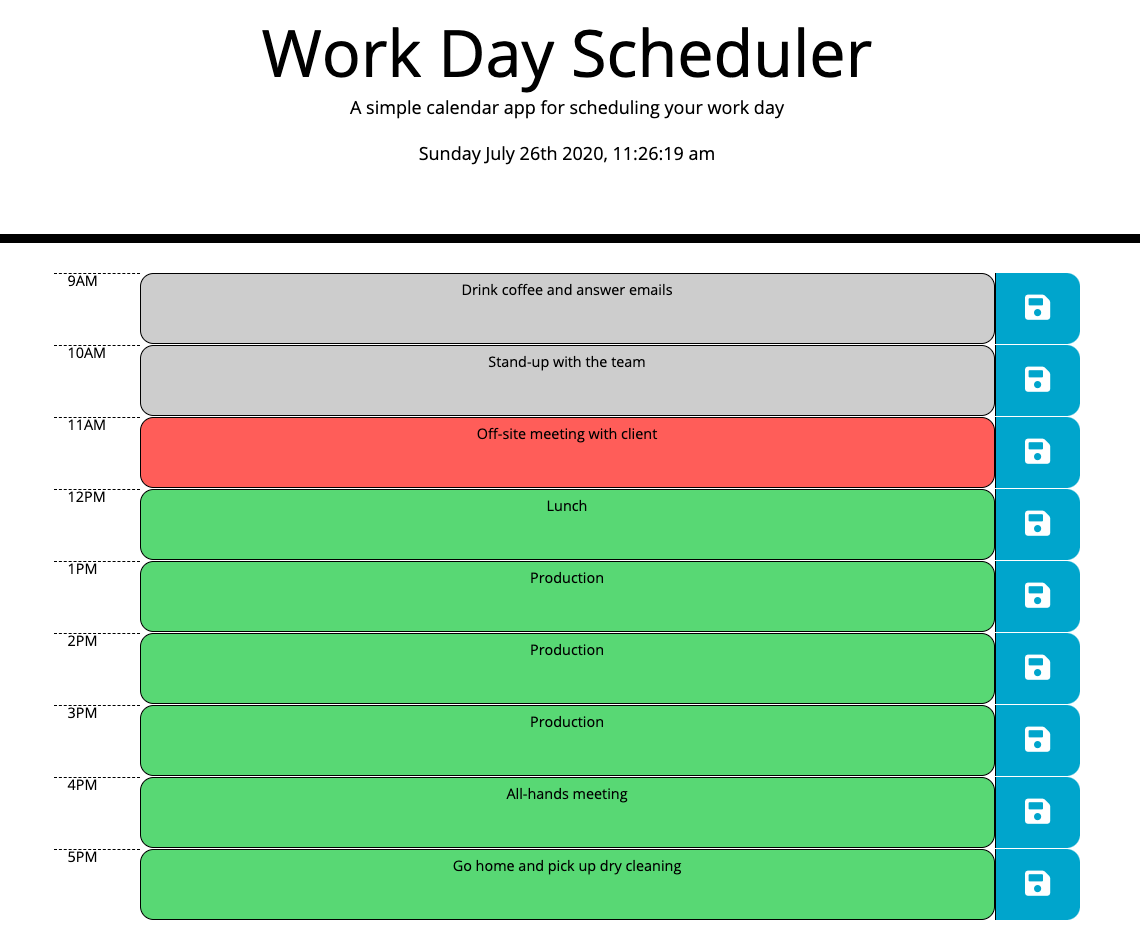 Work Day Scheduler
A simple calendar app for scheduling your work day
Sunday July 26th 2020, 11:26:19 am
9AM
Drink coffee and answer emails
10AM
Stand-up with the team
11AM
Off-site meeting with client
12PM
Lunch
1PM
Production
2PM
Production
3PM
Production
4PM
All-hands meeting
5PM
Go home and pick up dry cleaning